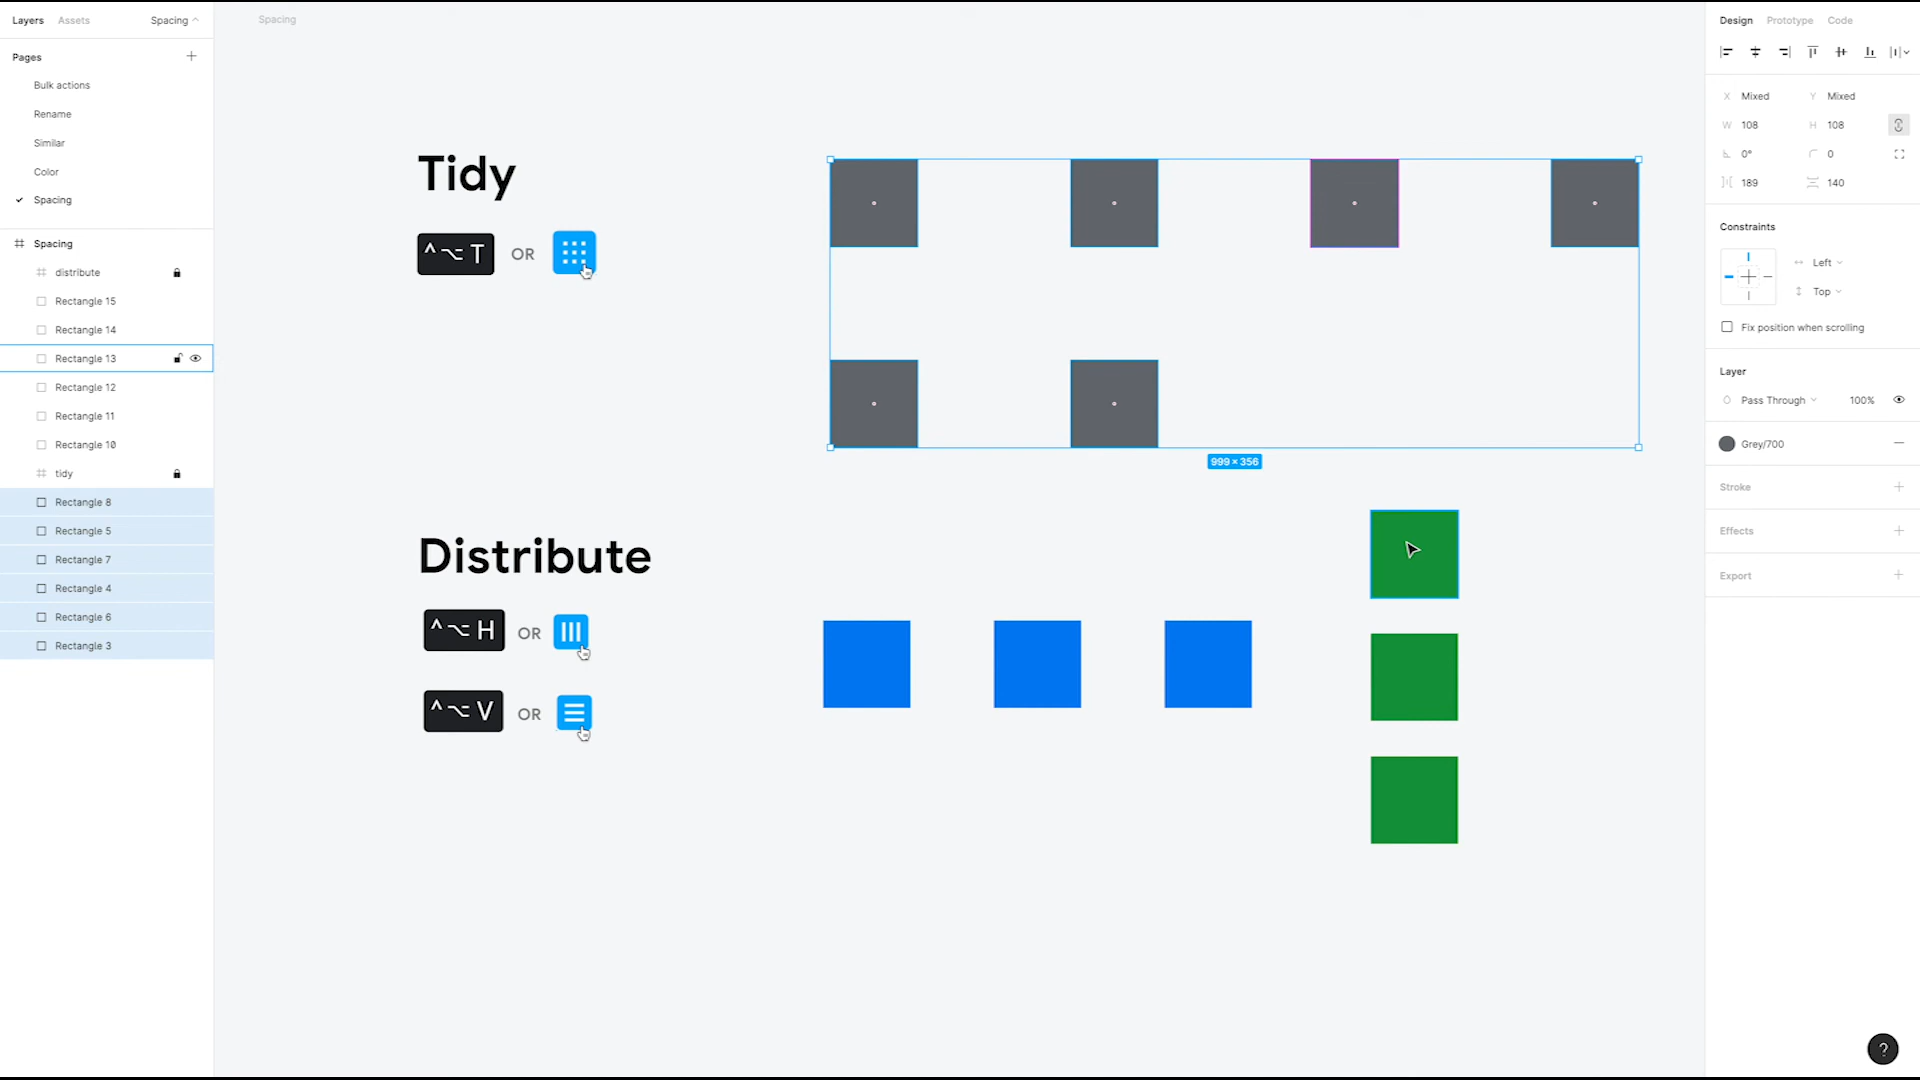 Layers Assets Spacing
Pages
Bulk actions
Rename
Similar
Color
Spacing
Spacing
distribute
Rectangle 15
Rectangle 14
Rectangle 13
Rectangle 12
Rectangle 11
Rectangle 10
tidy
Rectangle 8
Rectangle 5
Rectangle 7
Rectangle 4
Rectangle 6
Rectangle 3
Spacing
Tidy
^⌥ T OR
999 × 356
Distribute
^⌥ H OR
^⌥ V OR
Design Prototype Code
X Mixed Y Mixed
W 108 H 108
0° 0
189 140
Constraints
Left
Top
Fix position when scrolling
Layer
Pass Through 100%
Grey/700
Stroke
Effects
Export
?